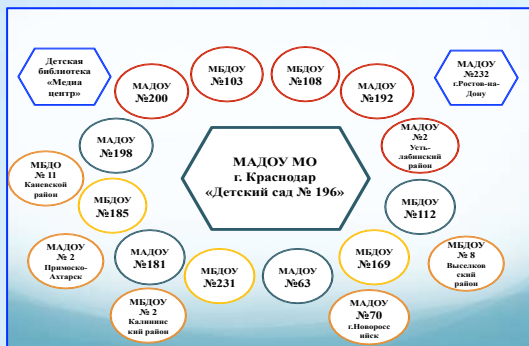 Детская
библиотека
«Медиа
центр»
МАДОУ
№200
МБДОУ
№103
МБДОУ
№108
МАДОУ
№192
МАДОУ
№232
г.Ростов-на-
Дону
МАДОУ
№198
МАДОУ
№2
Усть-
лабинский
район
МБДО
№ 11
Каневской
район
МАДОУ МО
г. Краснодар
«Детский сад № 196»
МБДОУ
№185
МБДОУ
№112
МАДОУ
№ 2
Примоско-
Ахтарск
МАДОУ
№181
МБДОУ
№231
МАДОУ
№63
МБДОУ
№169
МБДОУ
№ 8
Выселков
ский
район
МБДОУ
№ 2
Калининс
кий район
МАДОУ
№70
г.Новоросс
ийск